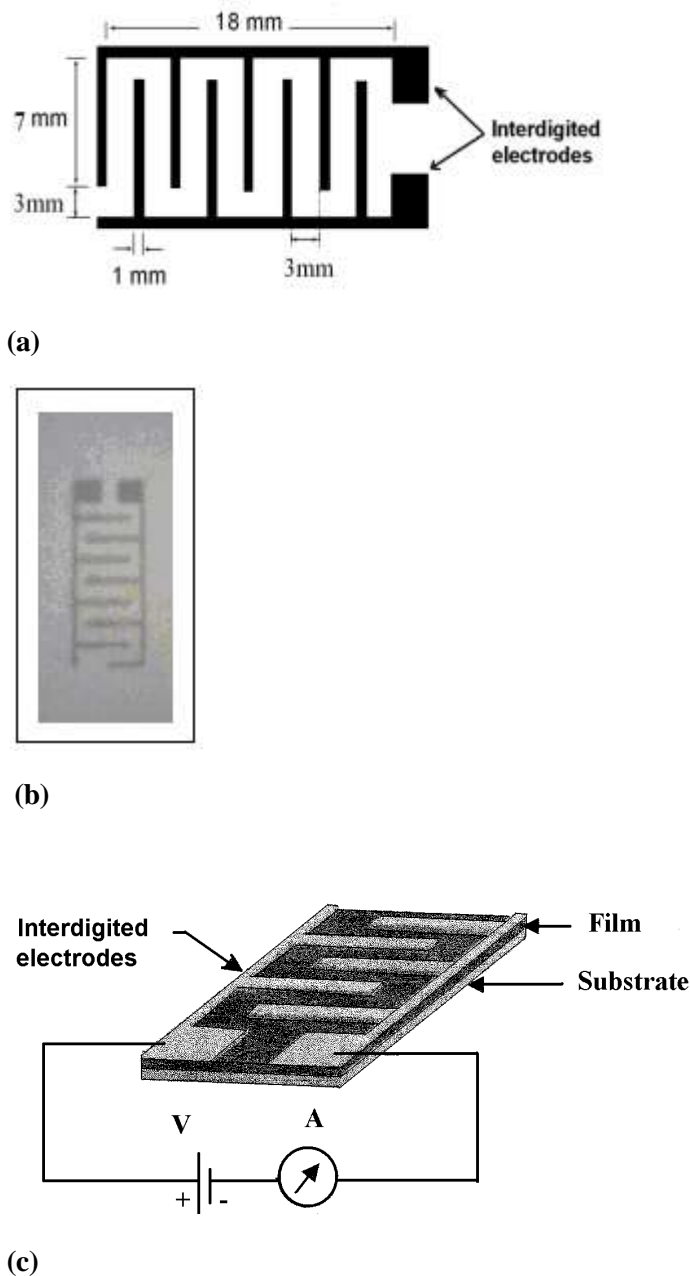 18 mm
7 mm
Interdigited
electrodes
3mm
1 mm
3mm
(a)
(b)
Interdigited
electrodes
Film
Substrate
V
A
+
-
(c)